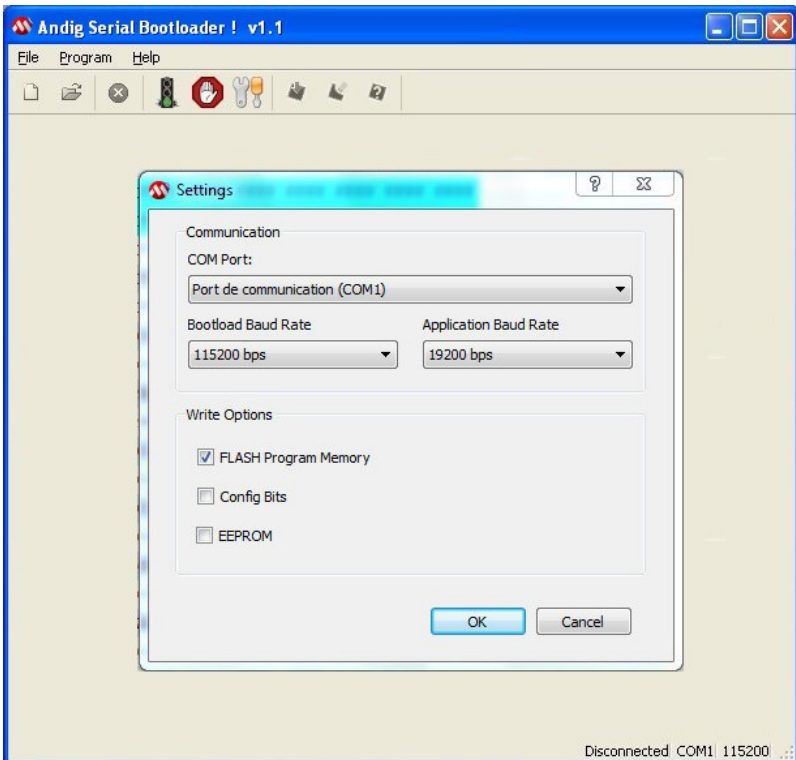 Andig Serial Bootloader ! v1.1
File Program Help
Settings
Communication
COM Port:
Port de communication (COM1)
Bootload Baud Rate Application Baud Rate
115200 bps 19200 bps
Write Options
FLASH Program Memory
Config Bits
EEPROM
OK Cancel
Disconnected COM1 115200